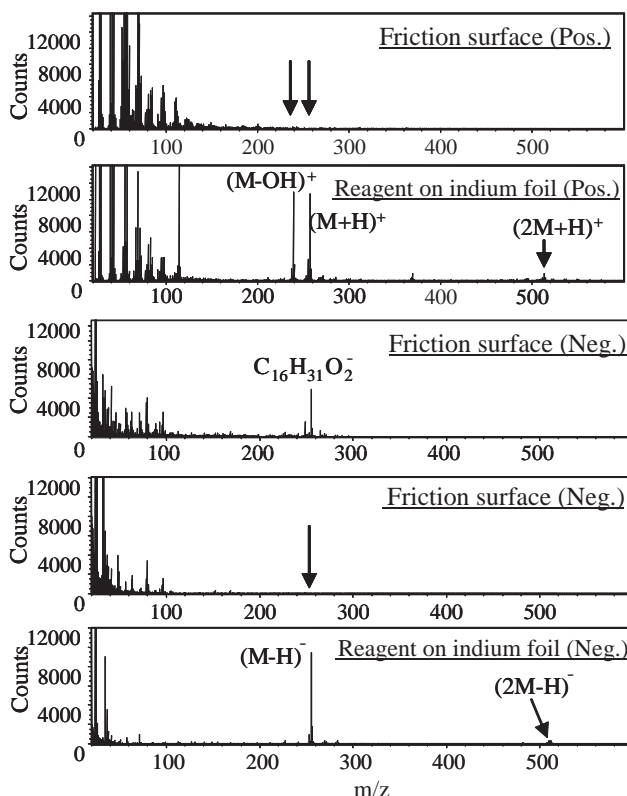 Friction surface (Pos.)
Counts
12000
8000
4000
0
100 200 300 400 500
Reagent on indium foil (Pos.)
(M-OH)⁺
(M+H)⁺
(2M+H)⁺
Counts
12000
8000
4000
0
100 200 300 400 500
Friction surface (Neg.)
C₁₆H₃₁O₂⁻
Counts
12000
8000
4000
0
100 200 300 400 500
Friction surface (Neg.)
Counts
12000
8000
4000
0
100 200 300 400 500
Reagent on indium foil (Neg.)
(M-H)⁻
(2M-H)⁻
Counts
12000
8000
4000
0
100 200 300 400 500
m/z